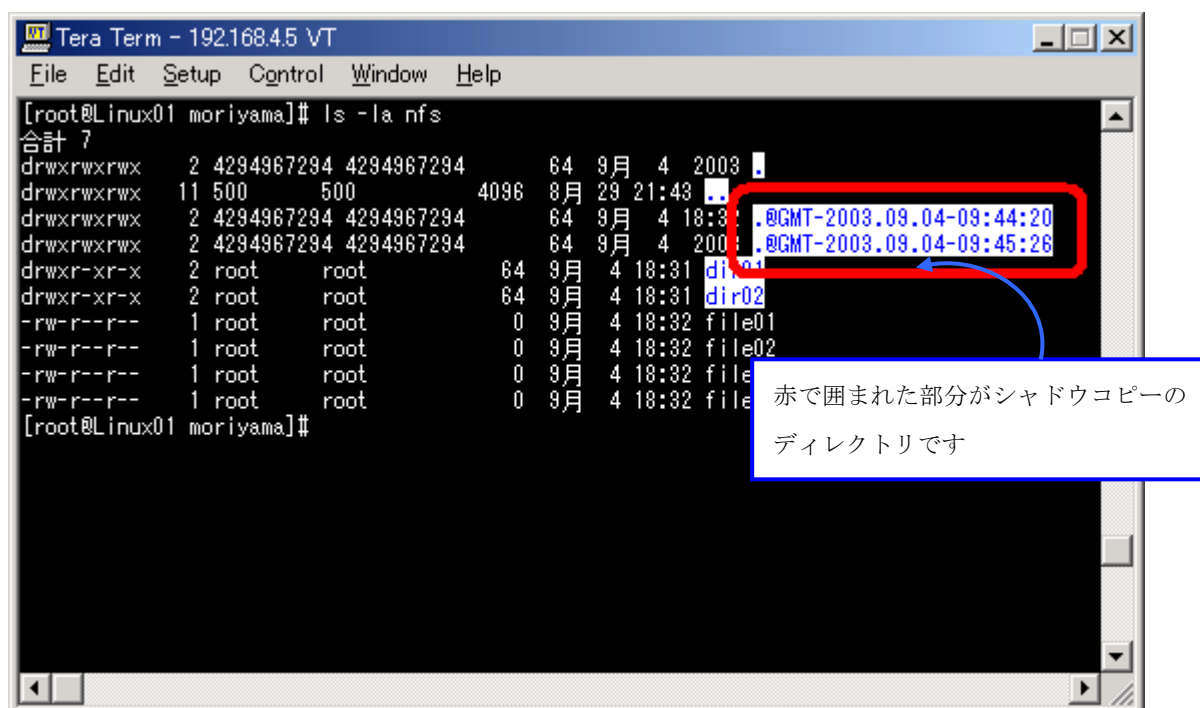 Tera Term - 192.168.4.5 VT
File Edit Setup Control Window Help
[root@Linux01 moriyama]# ls -la nfs
合計 7
drwxrwxrwx 2 4294967294 4294967294 64 9月 4 2003 .
drwxrwxrwx 11 500 500 4096 8月 29 21:43 ..
drwxrwxrwx 2 4294967294 4294967294 64 9月 4 18:32 .@GMT-2003.09.04-09:44:20
drwxrwxrwx 2 4294967294 4294967294 64 9月 4 2003 .@GMT-2003.09.04-09:45:26
drwxr-xr-x 2 root root 64 9月 4 18:31 dir01
drwxr-xr-x 2 root root 64 9月 4 18:31 dir02
-rw-r--r-- 1 root root 0 9月 4 18:32 file01
-rw-r--r-- 1 root root 0 9月 4 18:32 file02
-rw-r--r-- 1 root root 0 9月 4 18:32 file
-rw-r--r-- 1 root root 0 9月 4 18:32 file
[root@Linux01 moriyama]#
赤で囲まれた部分がシャドウコピーの
ディレクトリです